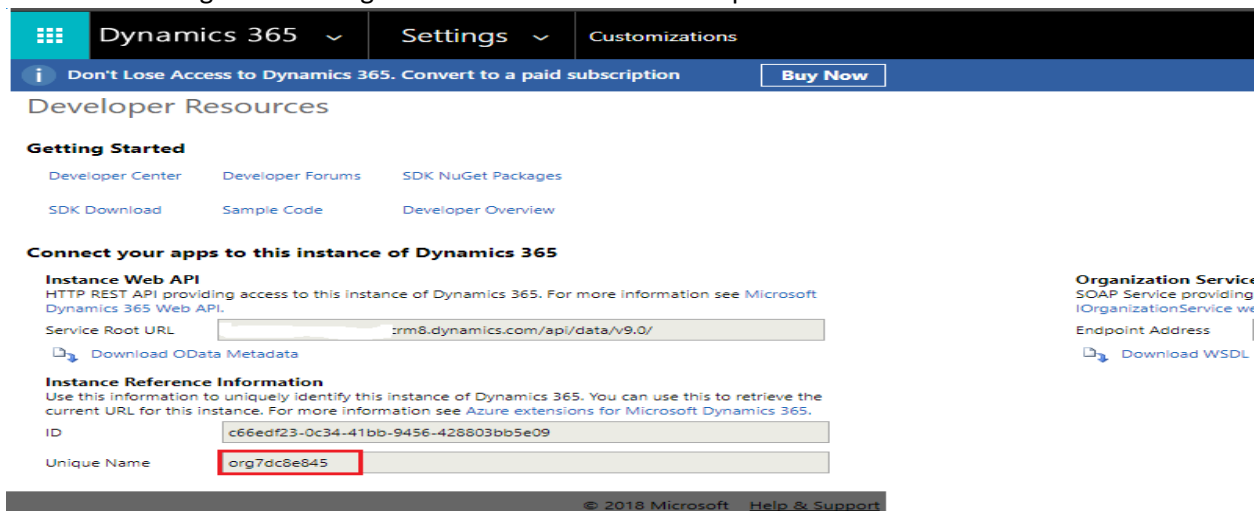 Dynamics 365 Settings Customizations
Don't Lose Access to Dynamics 365. Convert to a paid subscription Buy Now
Developer Resources
Getting Started
Developer Center Developer Forums SDK NuGet Packages
SDK Download Sample Code Developer Overview
Connect your apps to this instance of Dynamics 365
Instance Web API
HTTP REST API providing access to this instance of Dynamics 365. For more information see Microsoft
Dynamics 365 Web API.
Service Root URL crm8.dynamics.com/api/data/v9.0/
Download OData Metadata
Instance Reference Information
Use this information to uniquely identify this instance of Dynamics 365. You can use this to retrieve the
current URL for this instance. For more information see Azure extensions for Microsoft Dynamics 365.
ID c66edf23-0c34-41bb-9456-428803bb5e09
Unique Name org7dc8e845
Organization Service
SOAP Service providing
IOrganizationService we
Endpoint Address
Download WSDL
© 2018 Microsoft Help & Support